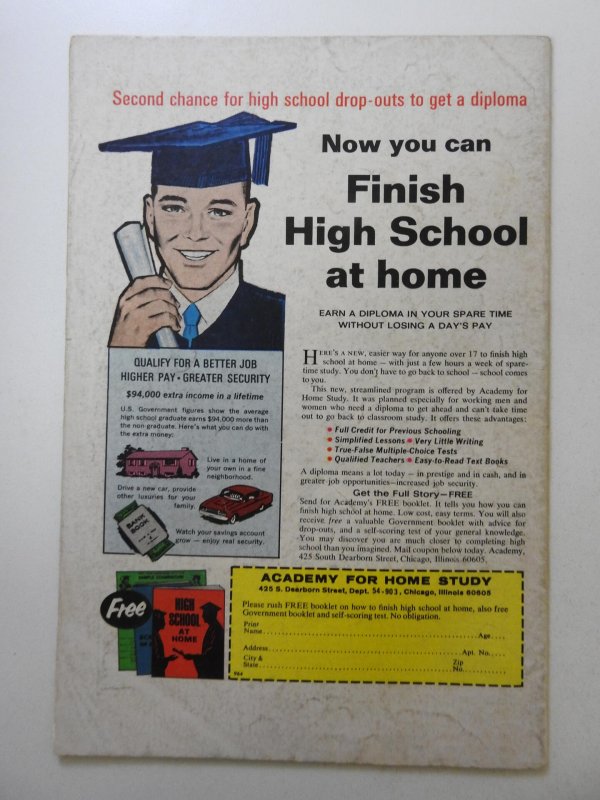 Second chance for high school drop-outs to get a diploma
Now you can
Finish
High School
at home
EARN A DIPLOMA IN YOUR SPARE TIME
WITHOUT LOSING A DAY'S PAY
HERE'S A NEW, easier way for anyone over 17 to finish high
school at home — with just a few hours a week of spare-
time study. You don't have to go back to school — school comes
to you.
This new, streamlined program is offered by Academy for
Home Study. It was planned especially for working men and
women who need a diploma to get ahead and can't take time
out to go back to classroom study. It offers these advantages:
• Full Credit for Previous Schooling
• Simplified Lessons • Very Little Writing
• True-False Multiple-Choice Tests
• Qualified Teachers • Easy-to-Read Text Books
A diploma means a lot today — in prestige and in cash, and in
greater job opportunities—increased job security.
Get the Full Story—FREE
Send for Academy's FREE booklet. It tells you how you can
finish high school at home. Low cost, easy terms. You will also
receive free a valuable Government booklet with advice for
drop-outs, and a self-scoring test of your general knowledge.
You may discover you are much closer to completing high
school than you imagined. Mail coupon below today. Academy,
425 South Dearborn Street, Chicago, Illinois 60605.
QUALIFY FOR A BETTER JOB
HIGHER PAY • GREATER SECURITY
$94,000 extra income in a lifetime
U.S. Government figures show the average
high school graduate earns $94,000 more than
the non-graduate. Here's what you can do with
the extra money:
Live in a home of
your own in a fine
neighborhood.
Drive a new car, provide
other luxuries for your
family.
BANK
BOOK
Watch your savings account
grow — enjoy real security.
Free
HIGH
SCHOOL
AT
HOME
ACADEMY FOR HOME STUDY
425 S. Dearborn Street, Dept. 54-903, Chicago, Illinois 60605
Please rush FREE booklet on how to finish high school at home, also free
Government booklet and self-scoring test. No obligation.
Print
Name Age
Address Apt. No.
City & Zip
State No.